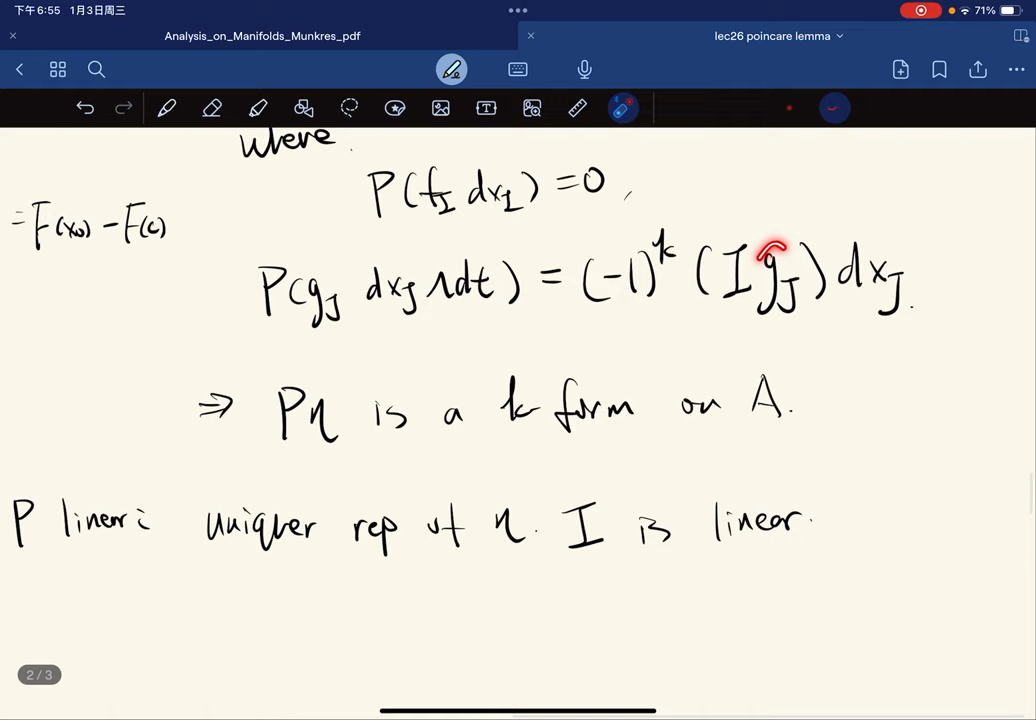 下午6:55 1月3日周三
71%
Analysis_on_Manifolds_Munkres_pdf
lec26 poincare lemma
where.
P(f_I dx_I) = 0,
= F(x_0) - F(c)
P(g_J dx_J ∧ dt) = (-1)^k (I g_J) dx_J.
⇒ Pη is a k form on A.
P linear: uniquer rep of η. I is linear.
2 / 3